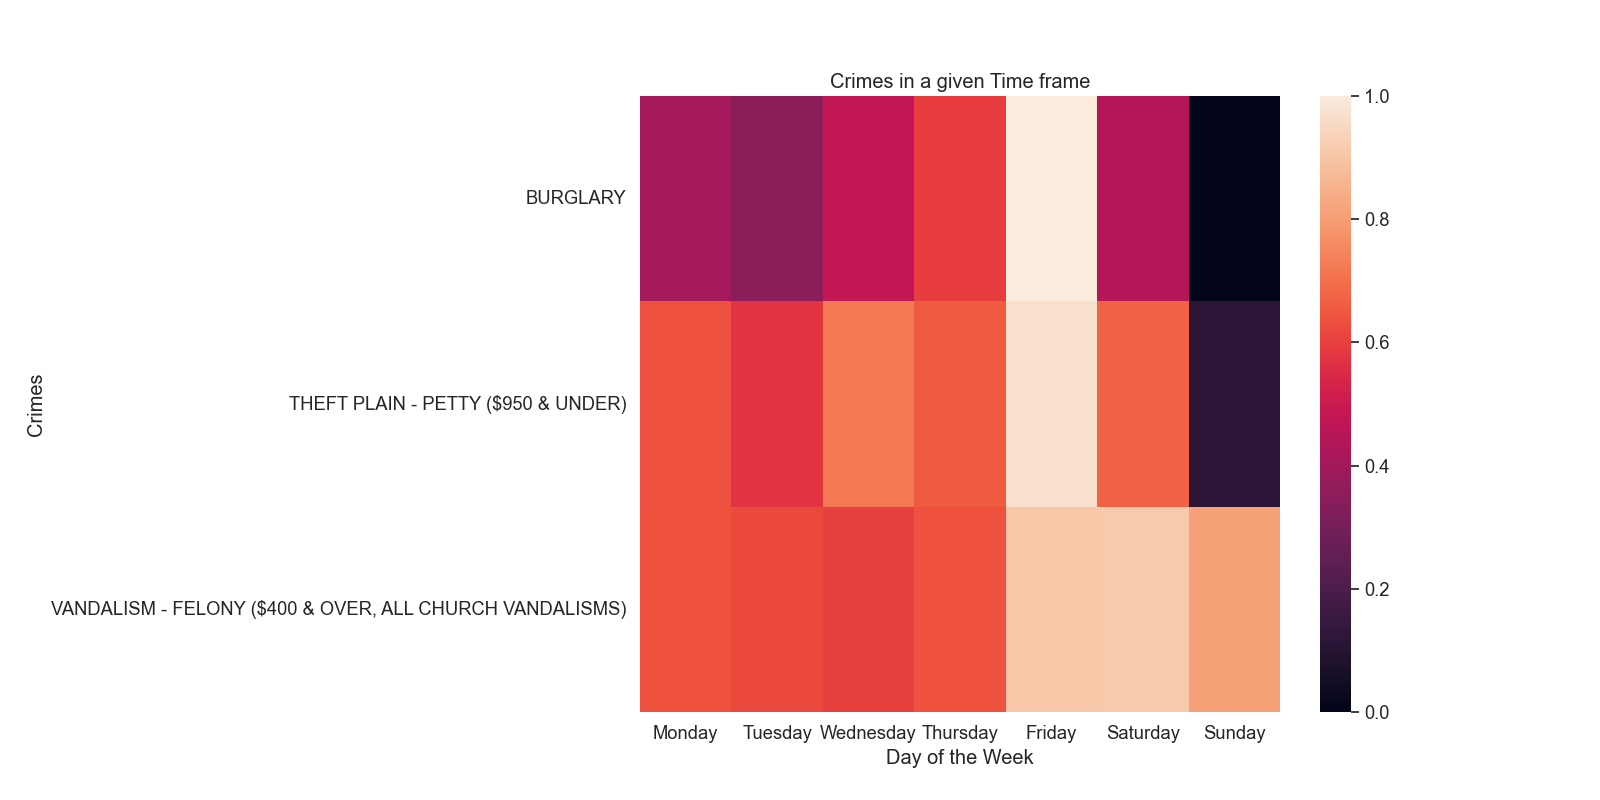 Crimes in a given Time frame
Crimes
BURGLARY
THEFT PLAIN - PETTY ($950 & UNDER)
VANDALISM - FELONY ($400 & OVER, ALL CHURCH VANDALISMS)
Monday Tuesday Wednesday Thursday Friday Saturday Sunday
Day of the Week
1.0
0.8
0.6
0.4
0.2
0.0